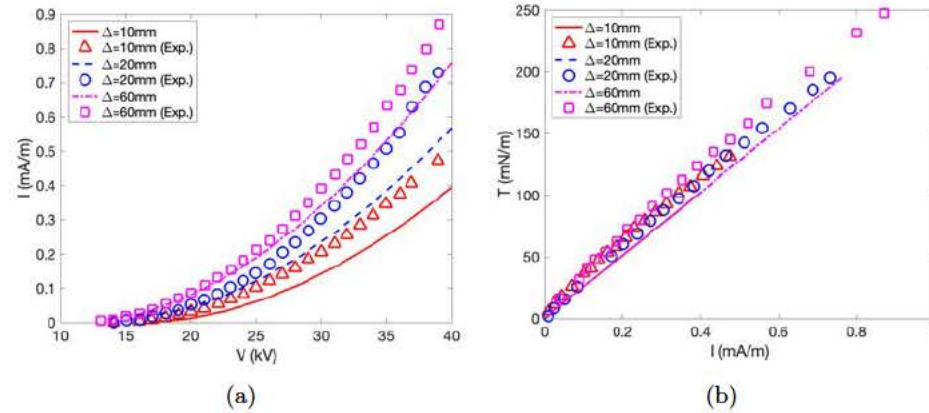 0.9
0.8
0.7
0.6
0.5
0.4
0.3
0.2
0.1
0
I (mA/m)
Δ=10mm
Δ=10mm (Exp.)
Δ=20mm
Δ=20mm (Exp.)
Δ=60mm
Δ=60mm (Exp.)
10 15 20 25 30 35 40
V (kV)
(a)
250
200
150
100
50
0
T (mN/m)
Δ=10mm
Δ=10mm (Exp.)
Δ=20mm
Δ=20mm (Exp.)
Δ=60mm
Δ=60mm (Exp.)
0 0.2 0.4 0.6 0.8 1
I (mA/m)
(b)